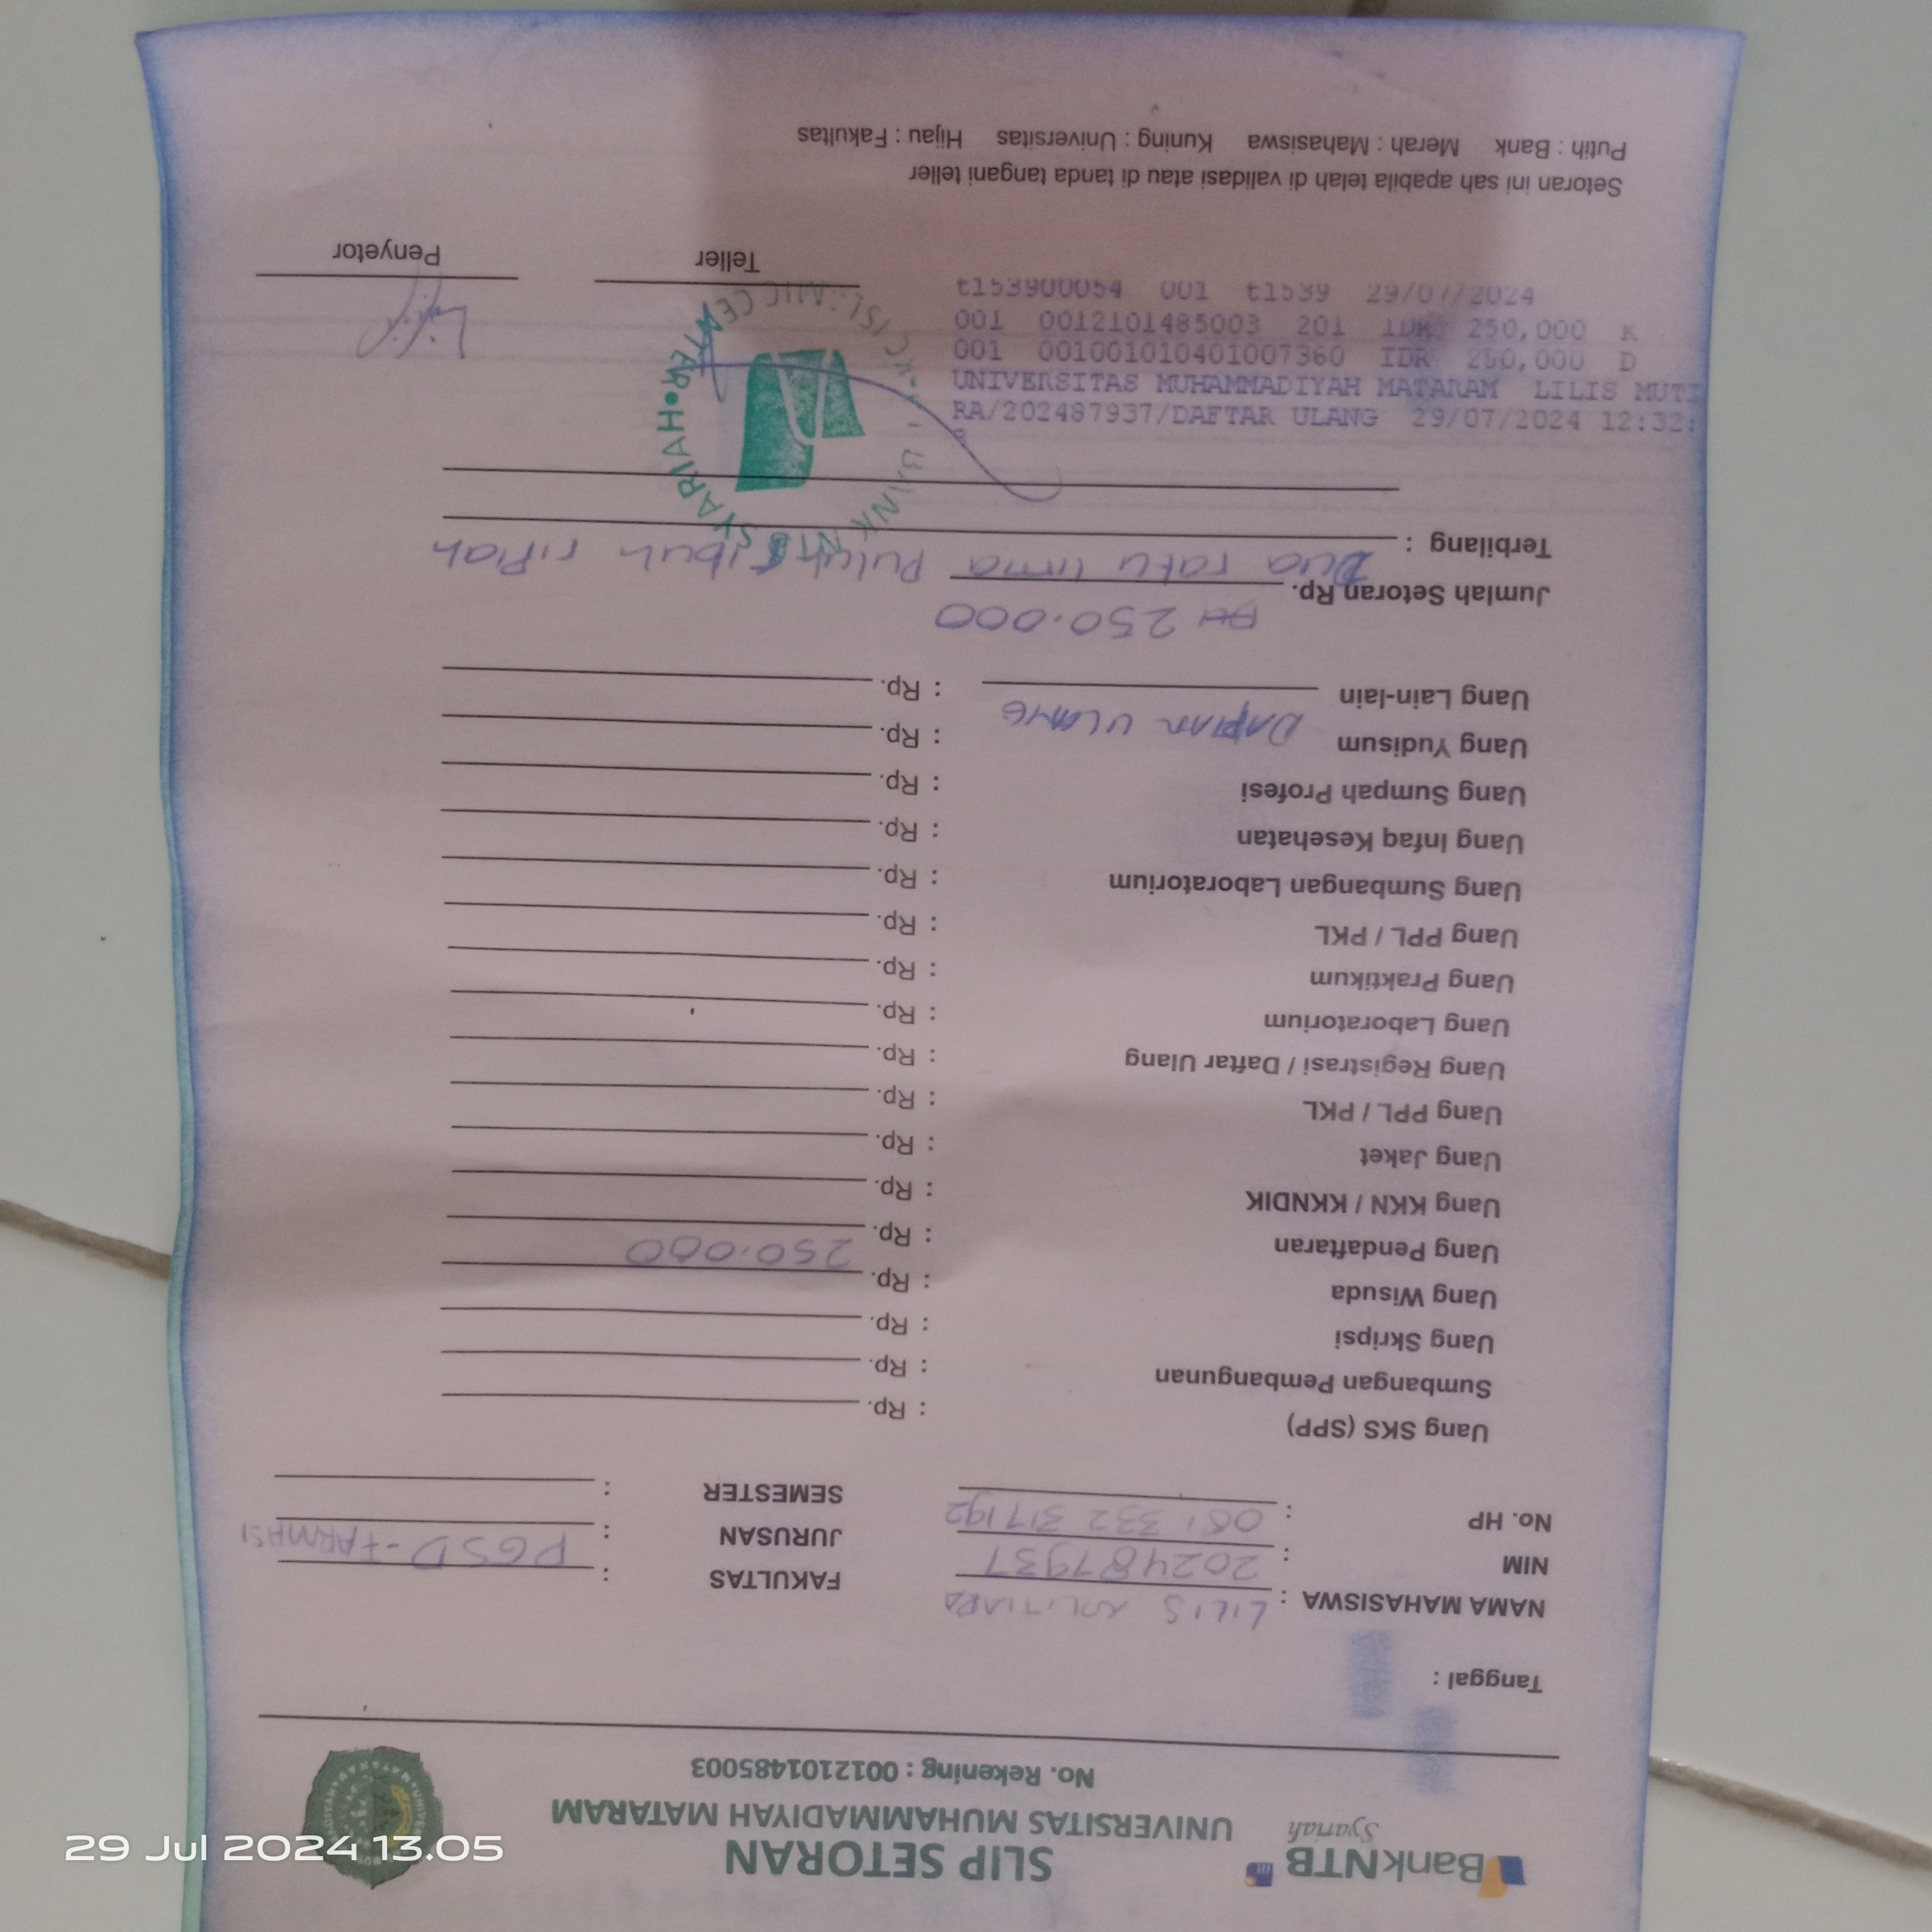 BankNTB
Syariah
SLIP SETORAN
UNIVERSITAS MUHAMMADIYAH MATARAM
No. Rekening : 0012101485003
Tanggal :
NAMA MAHASISWA : LILIS MUTIARA
NIM : 202487937
No. HP : 081 332 317192
FAKULTAS :
JURUSAN : PGSD - FARMASI
SEMESTER :
Uang SKS (SPP) : Rp.
Sumbangan Pembangunan : Rp.
Uang Skripsi : Rp.
Uang Wisuda : Rp. 250.000
Uang Pendaftaran : Rp.
Uang KKN / KKNDIK : Rp.
Uang Jaket : Rp.
Uang PPL / PKL : Rp.
Uang Registrasi / Daftar Ulang : Rp.
Uang Laboratorium : Rp.
Uang Praktikum : Rp.
Uang PPL / PKL : Rp.
Uang Sumbangan Laboratorium : Rp.
Uang Infaq Kesehatan : Rp.
Uang Sumpah Profesi : Rp.
Uang Yudisum : Rp.
DAFTAR ULANG
Uang Lain-lain : Rp.
250.000
Jumlah Setoran Rp.
Dua ratu lima Puluh ribuh rifiah
Terbilang :
RA/202487937/DAFTAR ULANG 29/07/2024 12:32:
UNIVERSITAS MUHAMMADIYAH MATARAM LILIS MUTI
001 001001010401007360 IDR 250,000 D
001 0012101485003 201 IDR 250,000 K
t153900054 001 t1539 29/07/2024
BANK NTB SYARIAH • ISLAMIC CENTER
Teller
Penyetor
Setoran ini sah apabila telah di validasi atau di tanda tangani teller
Putih : Bank Merah : Mahasiswa Kuning : Universitas Hijau : Fakultas
29 Jul 2024 13.05